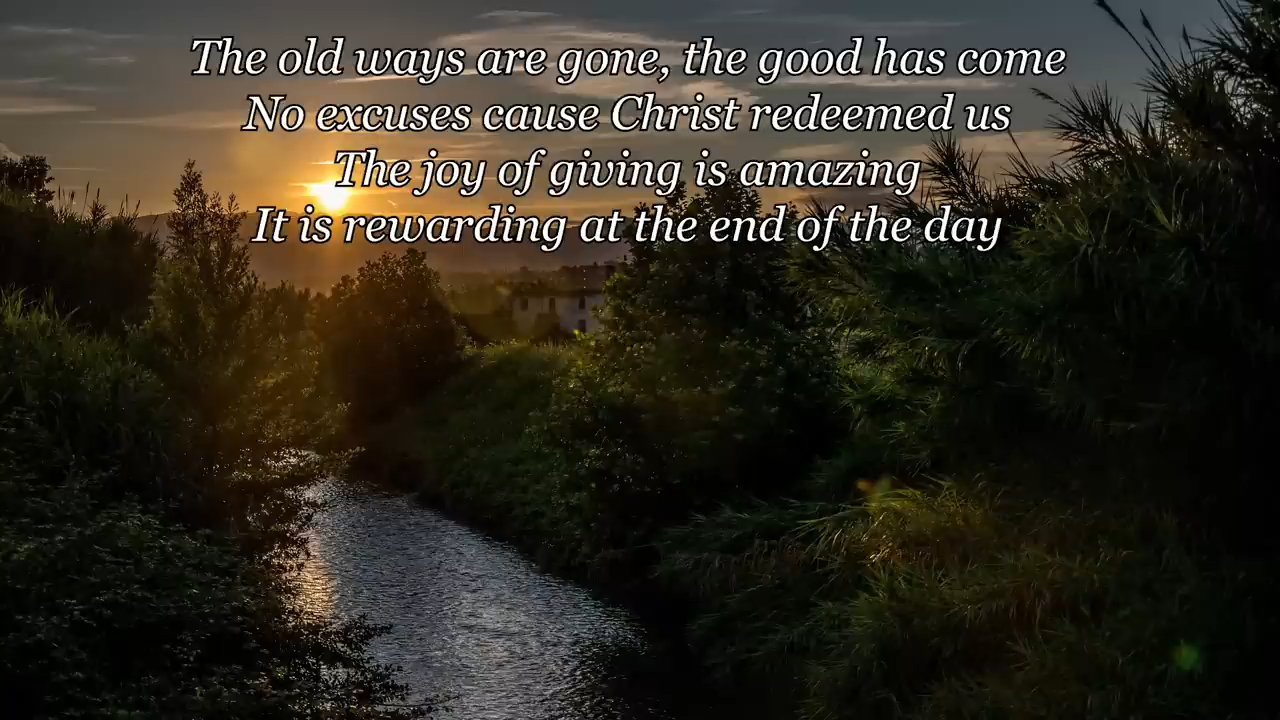 The old ways are gone, the good has come
No excuses cause Christ redeemed us
The joy of giving is amazing
It is rewarding at the end of the day